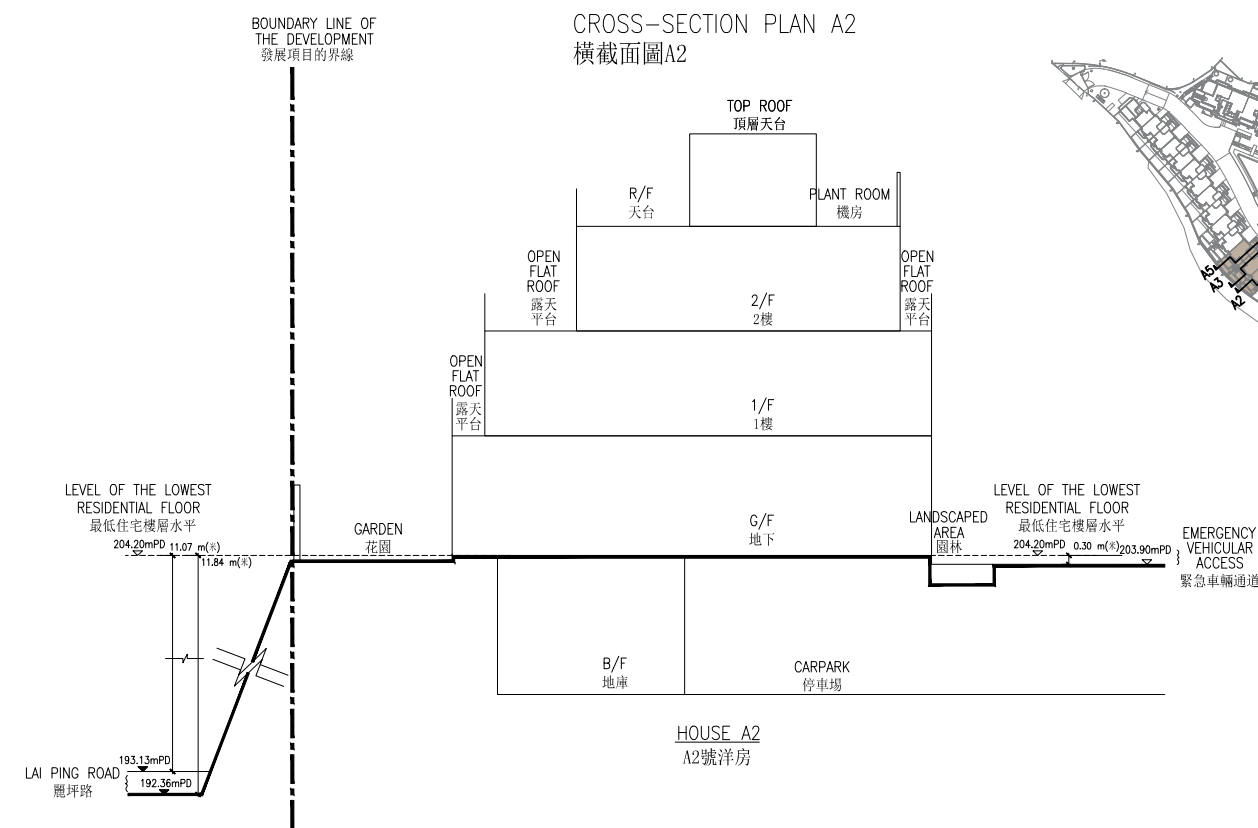 BOUNDARY LINE OF
THE DEVELOPMENT
發展項目的界線
CROSS-SECTION PLAN A2
橫截面圖A2
TOP ROOF
頂層天台
R/F
天台
PLANT ROOM
機房
OPEN
FLAT
ROOF
露天
平台
2/F
2樓
OPEN
FLAT
ROOF
露天
平台
OPEN
FLAT
ROOF
露天
平台
1/F
1樓
LEVEL OF THE LOWEST
RESIDENTIAL FLOOR
最低住宅樓層水平
204.20mPD
11.07 m(米)
11.84 m(米)
GARDEN
花園
G/F
地下
LANDSCAPED
AREA
園林
LEVEL OF THE LOWEST
RESIDENTIAL FLOOR
最低住宅樓層水平
204.20mPD
0.30 m(米)
203.90mPD
EMERGENCY
VEHICULAR
ACCESS
緊急車輛通道
B/F
地庫
CARPARK
停車場
HOUSE A2
A2號洋房
193.13mPD
LAI PING ROAD
麗坪路
192.36mPD
A5
A3
A2